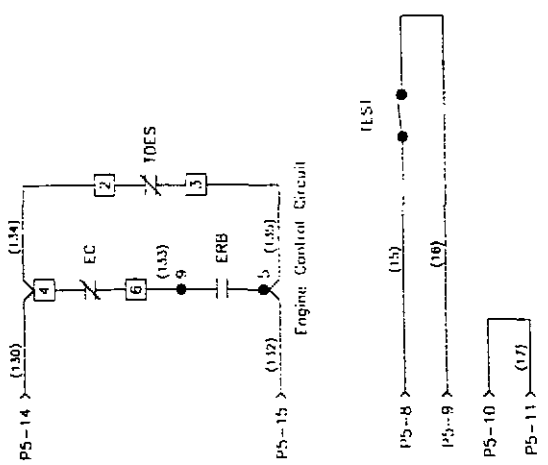 P5-14
(130)
(134)
4
EC
6
(133)
9
ERB
5
2
TDES
3
(135)
(132)
P5-15
Engine Control Circuit
TEST
P5-8
(15)
P5-9
(16)
P5-10
P5-11
(17)